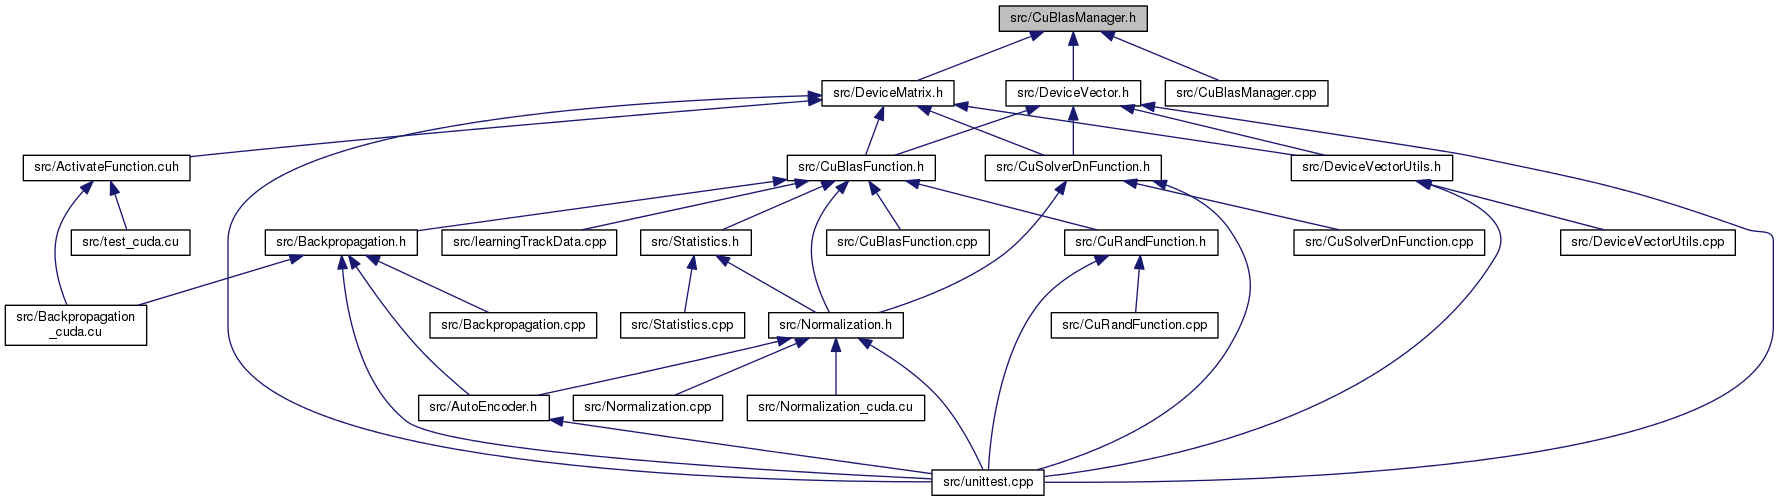 src/CuBlasManager.h
src/DeviceMatrix.h
src/DeviceVector.h
src/CuBlasManager.cpp
src/ActivateFunction.cuh
src/CuBlasFunction.h
src/CuSolverDnFunction.h
src/DeviceVectorUtils.h
src/test_cuda.cu
src/Backpropagation.h
src/learningTrackData.cpp
src/Statistics.h
src/CuBlasFunction.cpp
src/CuRandFunction.h
src/CuSolverDnFunction.cpp
src/DeviceVectorUtils.cpp
src/Backpropagation
_cuda.cu
src/Backpropagation.cpp
src/Statistics.cpp
src/Normalization.h
src/CuRandFunction.cpp
src/AutoEncoder.h
src/Normalization.cpp
src/Normalization_cuda.cu
src/unittest.cpp